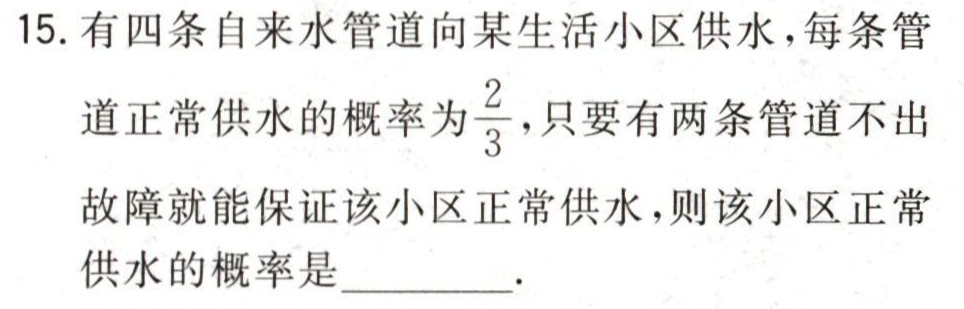 15. 有四条自来水管道向某生活小区供水,每条管
道正常供水的概率为2/3,只要有两条管道不出
故障就能保证该小区正常供水,则该小区正常
供水的概率是________.